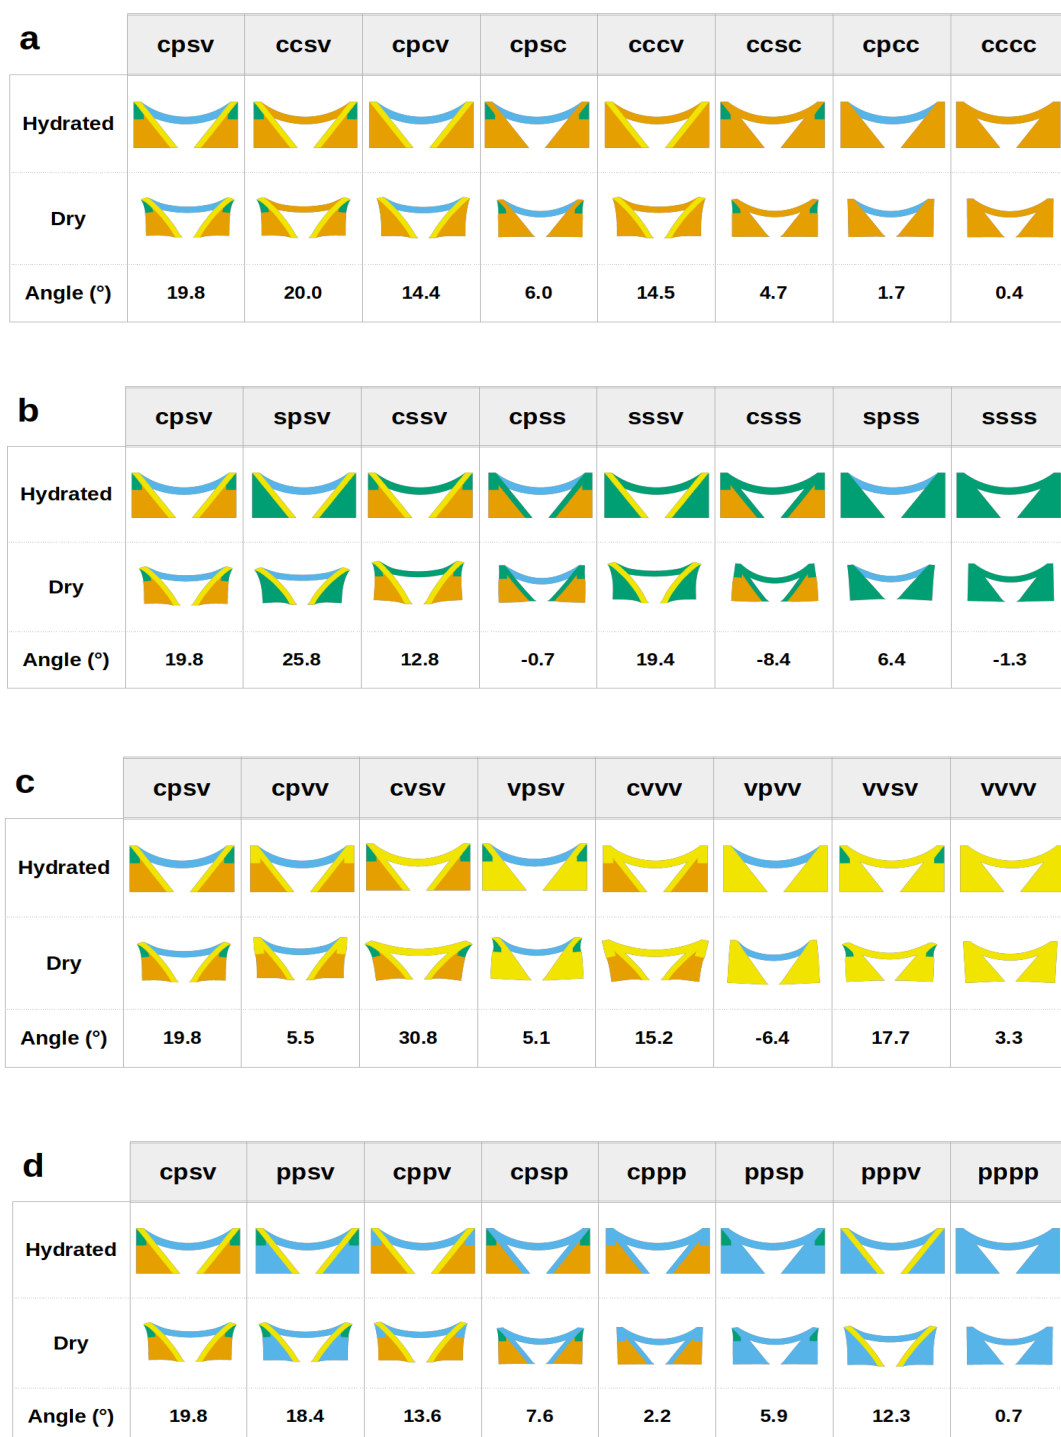 a
cpsv ccsv cpcv cpsc cccv ccsc cpcc cccc
Hydrated
Dry
Angle (°) 19.8 20.0 14.4 6.0 14.5 4.7 1.7 0.4
b
cpsv spsv cssv cpss sssv csss spss ssss
Hydrated
Dry
Angle (°) 19.8 25.8 12.8 -0.7 19.4 -8.4 6.4 -1.3
c
cpsv cpvv cvsv vpsv cvvv vpvv vvsv vvvv
Hydrated
Dry
Angle (°) 19.8 5.5 30.8 5.1 15.2 -6.4 17.7 3.3
d
cpsv ppsv cppv cpsp cppp ppsp pppv pppp
Hydrated
Dry
Angle (°) 19.8 18.4 13.6 7.6 2.2 5.9 12.3 0.7